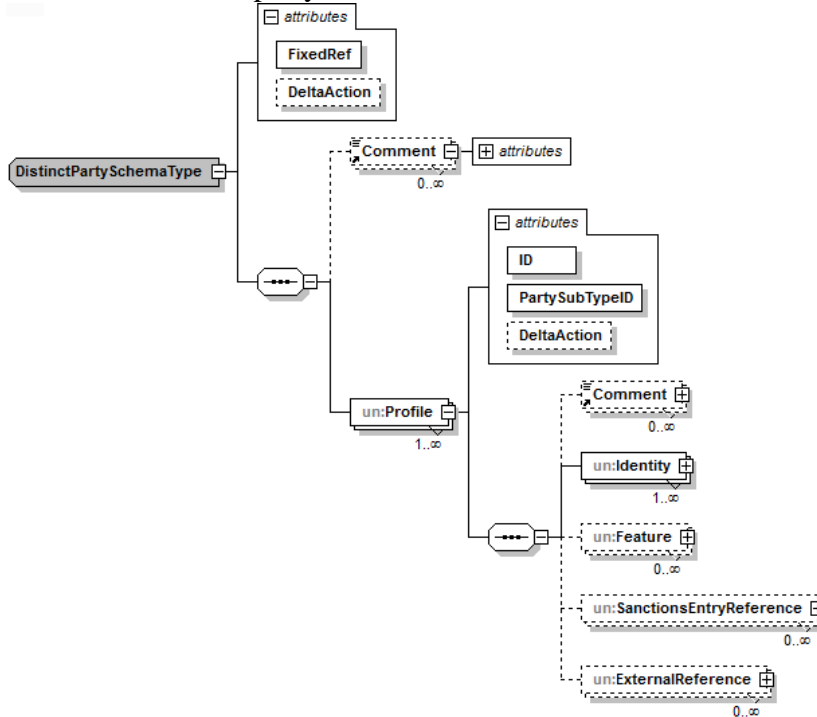 attributes
FixedRef
DeltaAction
DistinctPartySchemaType
Comment
attributes
0..∞
attributes
ID
PartySubTypeID
DeltaAction
un:Profile
1..∞
Comment
0..∞
un:Identity
1..∞
un:Feature
0..∞
un:SanctionsEntryReference
0..∞
un:ExternalReference
0..∞